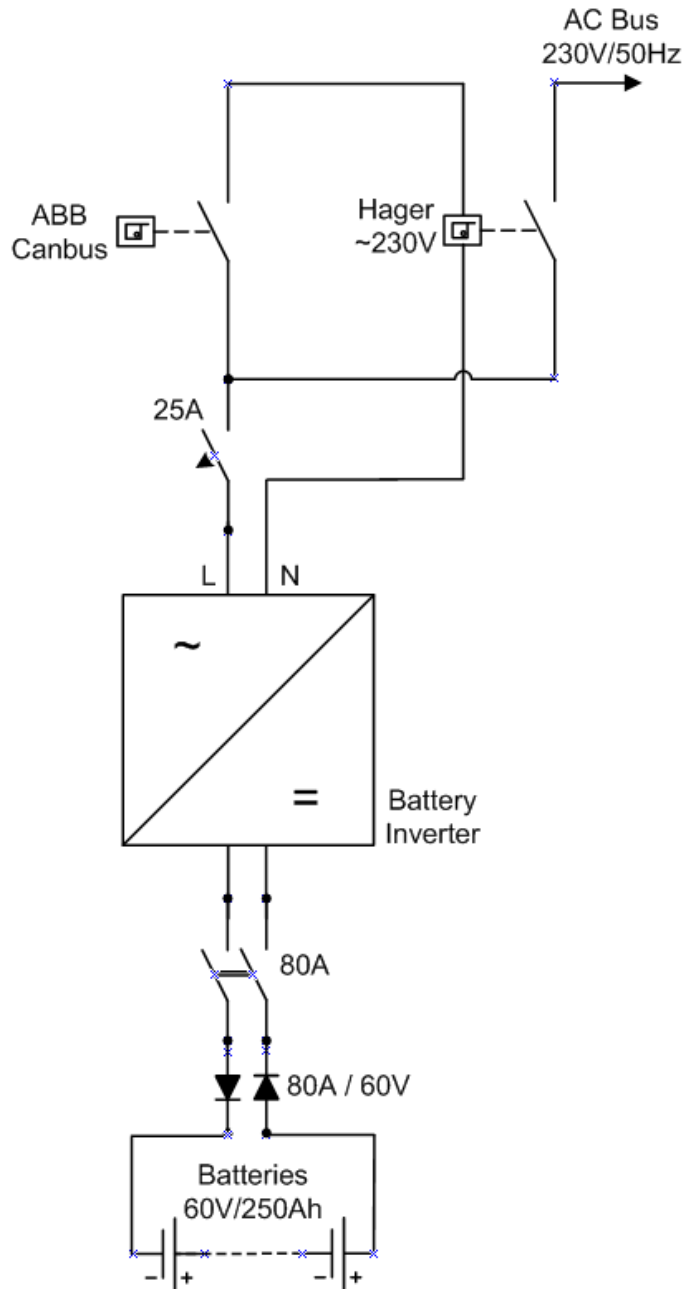 AC Bus
230V/50Hz
ABB
Canbus
Hager
~230V
25A
L
N
~
=
Battery
Inverter
80A
80A / 60V
Batteries
60V/250Ah
− +
− +